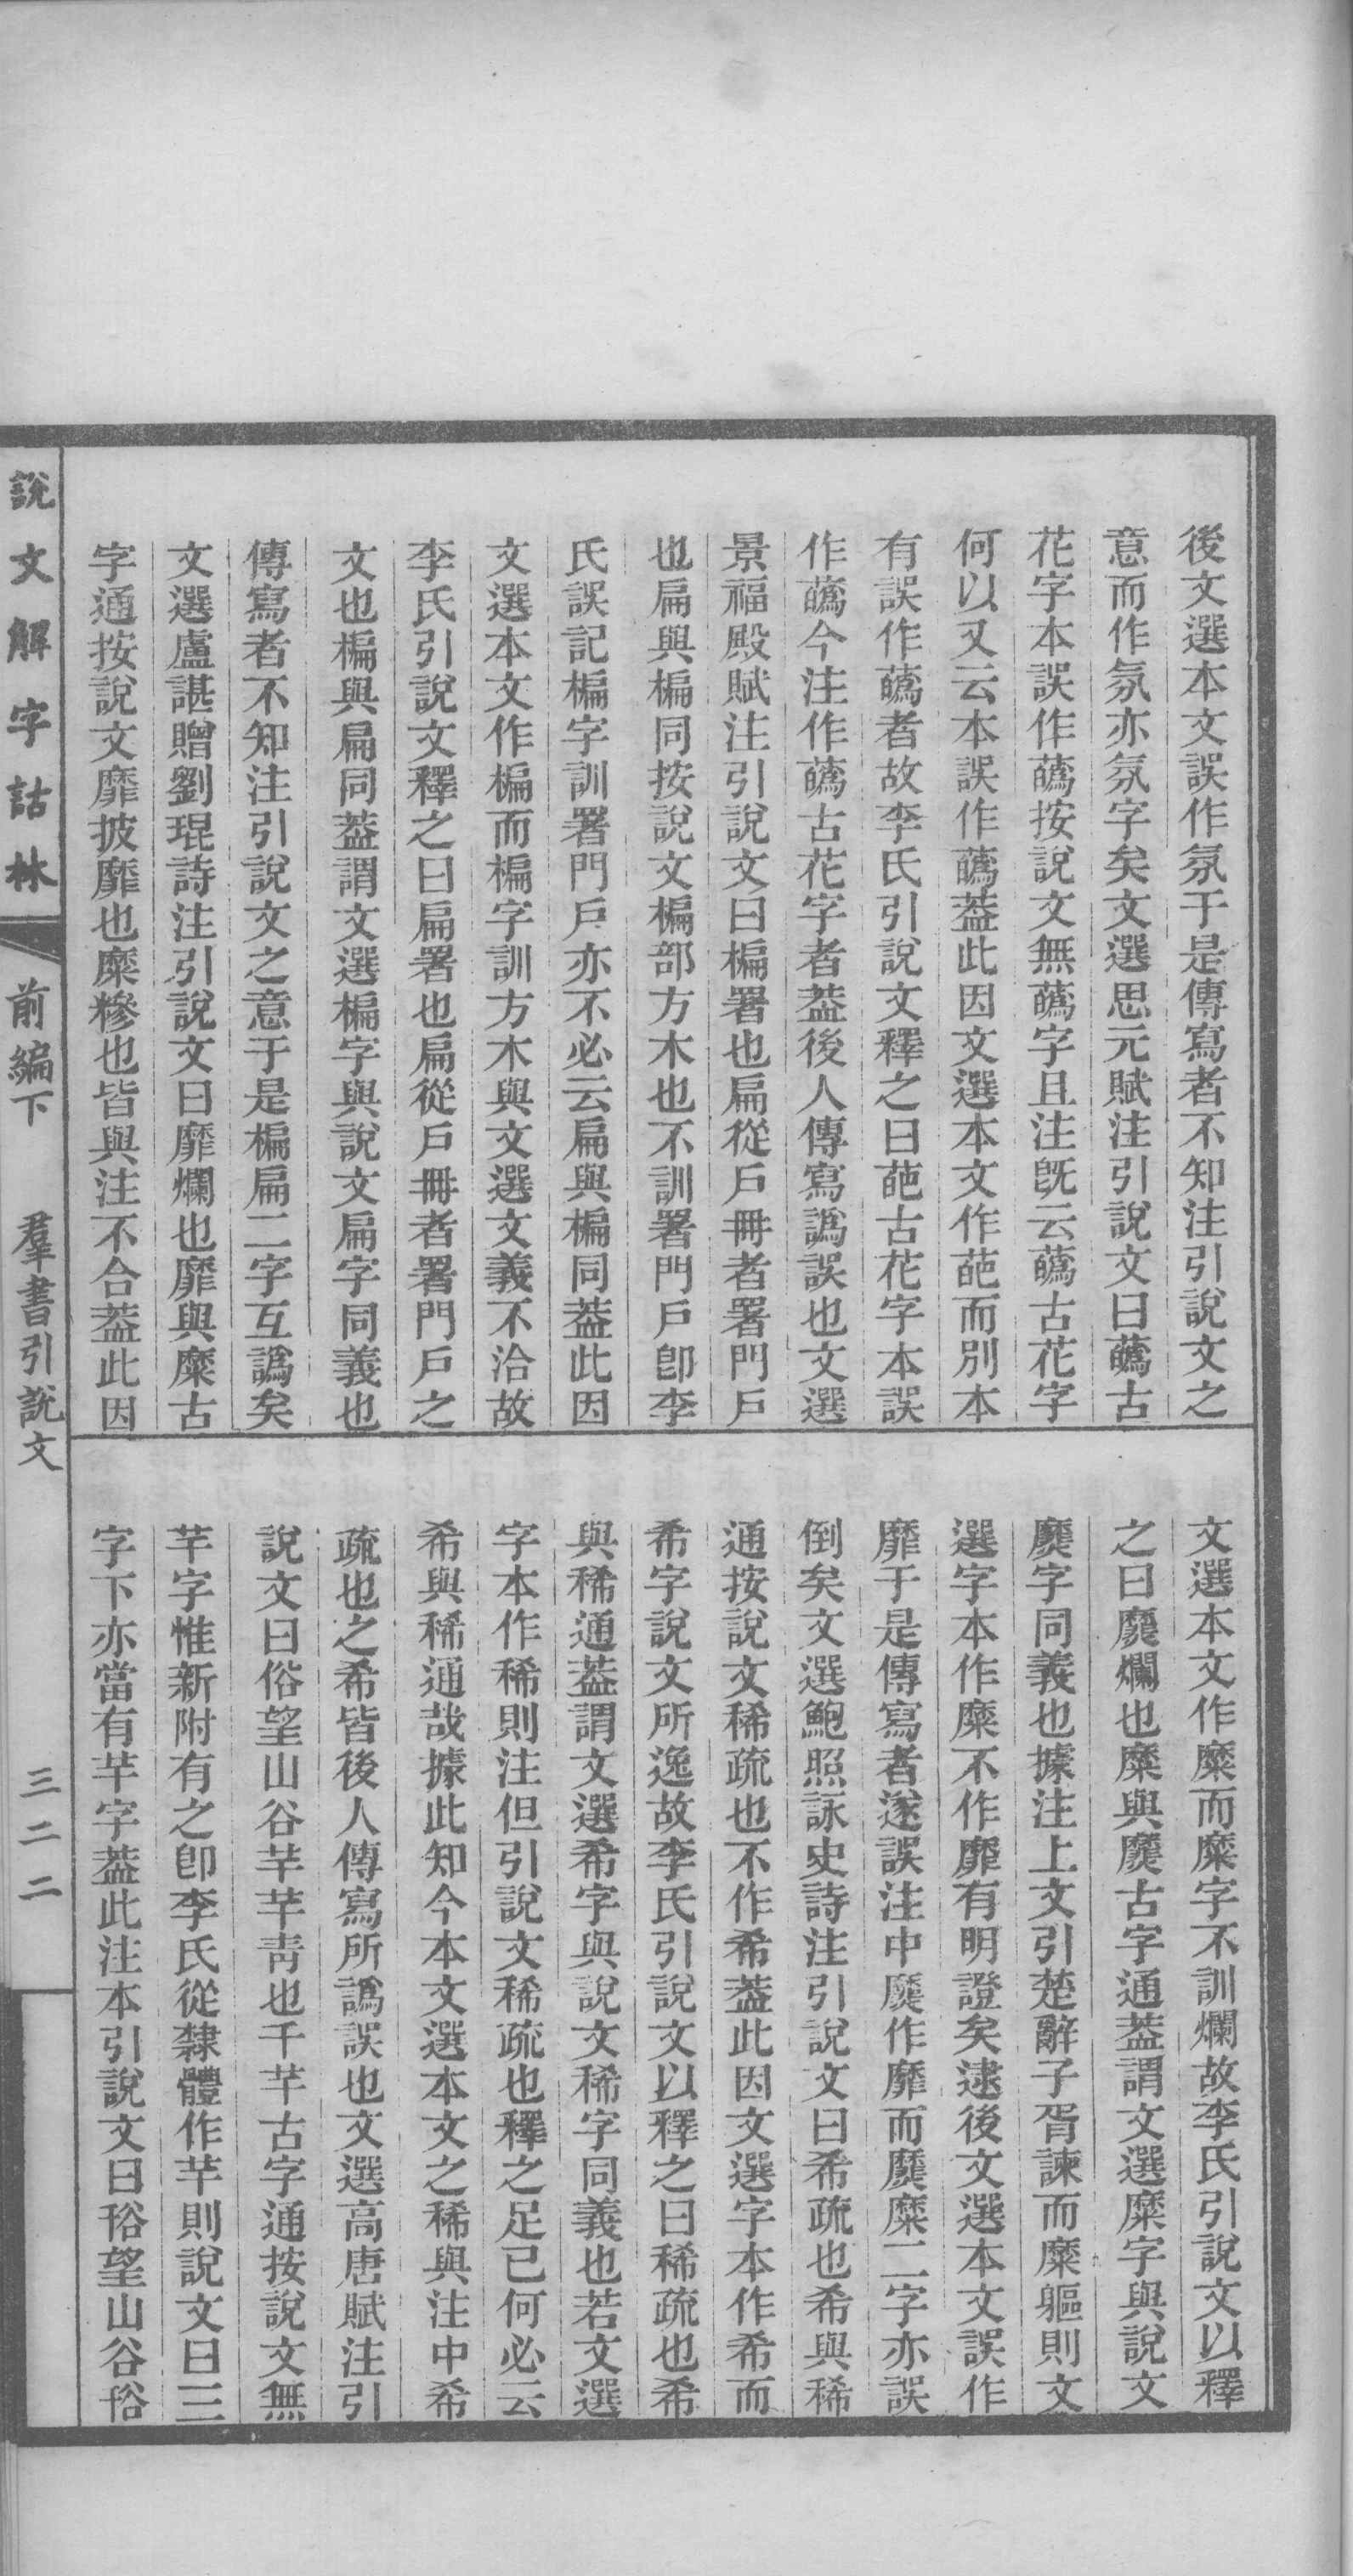 後文選本文誤作氛于是傳寫者不知注引說文之
意而作氛亦氛字矣文選思元賦注引說文曰蘤古
花字本誤作蘤按說文無蘤字且注旣云蘤古花字
何以又云本誤作蘤葢此因文選本文作葩而別本
有誤作蘤者故李氏引說文釋之曰葩古花字本誤
作蘤今注作蘤古花字者葢後人傳寫譌誤也文選
景福殿賦注引說文曰楄署也扁從戶冊者署門戶
也扁與楄同按說文楄部方木也不訓署門戶卽李
氏誤記楄字訓署門戶亦不必云扁與楄同葢此因
文選本文作楄而楄字訓方木與文選文義不洽故
李氏引說文釋之曰扁署也扁從戶冊者署門戶之
文也楄與扁同葢謂文選楄字與說文扁字同義也
傳寫者不知注引說文之意于是楄扁二字互譌矣
文選盧諶贈劉琨詩注引說文曰靡爛也靡與糜古
字通按說文靡披靡也糜糝也皆與注不合葢此因
文選本文作糜而糜字不訓爛故李氏引說文以釋
之曰爢爛也糜與爢古字通葢謂文選糜字與說文
爢字同義也據注上文引楚辭子胥諫而糜軀則文
選字本作糜不作靡有明證矣逮後文選本文誤作
靡于是傳寫者遂誤注中爢作靡而爢糜二字亦誤
倒矣文選鮑照詠史詩注引說文曰希疏也希與稀
通按說文稀疏也不作希葢此因文選字本作希而
希字說文所逸故李氏引說文以釋之曰稀疏也希
與稀通葢謂文選希字與說文稀字同義也若文選
字本作稀則注但引說文稀疏也釋之足已何必云
希與稀通哉據此知今本文選本文之稀與注中希
疏也之希皆後人傳寫所譌誤也文選高唐賦注引
說文曰俗望山谷芊芊靑也千芊古字通按說文無
芊字惟新附有之卽李氏從隸體作芊則說文曰三
字下亦當有芊字葢此注本引說文曰㟋望山谷㟋
說文解字詁林 前編下 羣書引說文 三二二